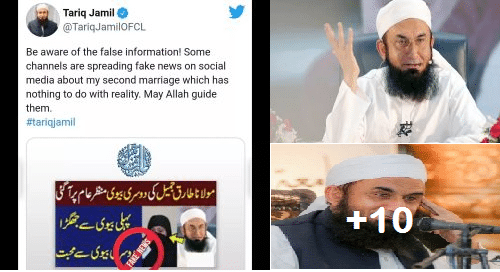 Tariq Jamil
@TariqJamilOFCL
Be aware of the false information! Some
channels are spreading fake news on social
media about my second marriage which has
nothing to do with reality. May Allah guide
them.
#tariqjamil
مولانا طارق جمیل کی دوسری بیوی منظر عام پر آگئی
پہلی بیوی سے جھگڑا
دوسری بیوی سے محبت
FAKE NEWS
+10